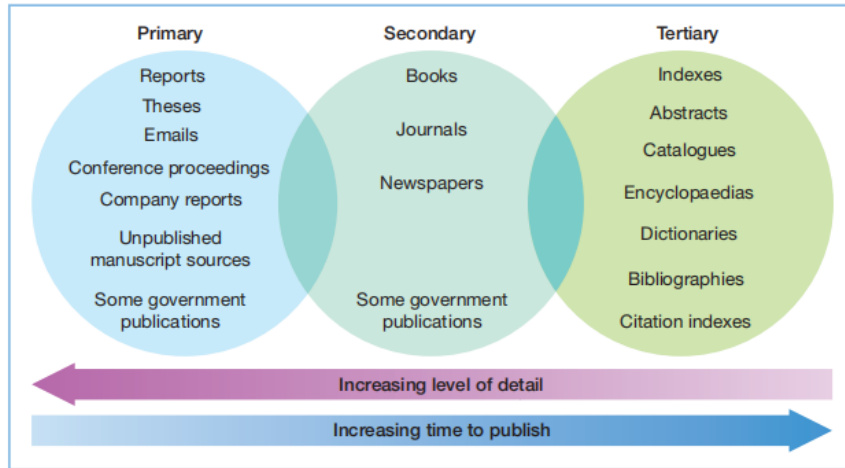 Primary
Secondary
Tertiary
Reports
Theses
Emails
Conference proceedings
Company reports
Unpublished
manuscript sources
Some government
publications
Books
Journals
Newspapers
Some government
publications
Indexes
Abstracts
Catalogues
Encyclopaedias
Dictionaries
Bibliographies
Citation indexes
Increasing level of detail
Increasing time to publish